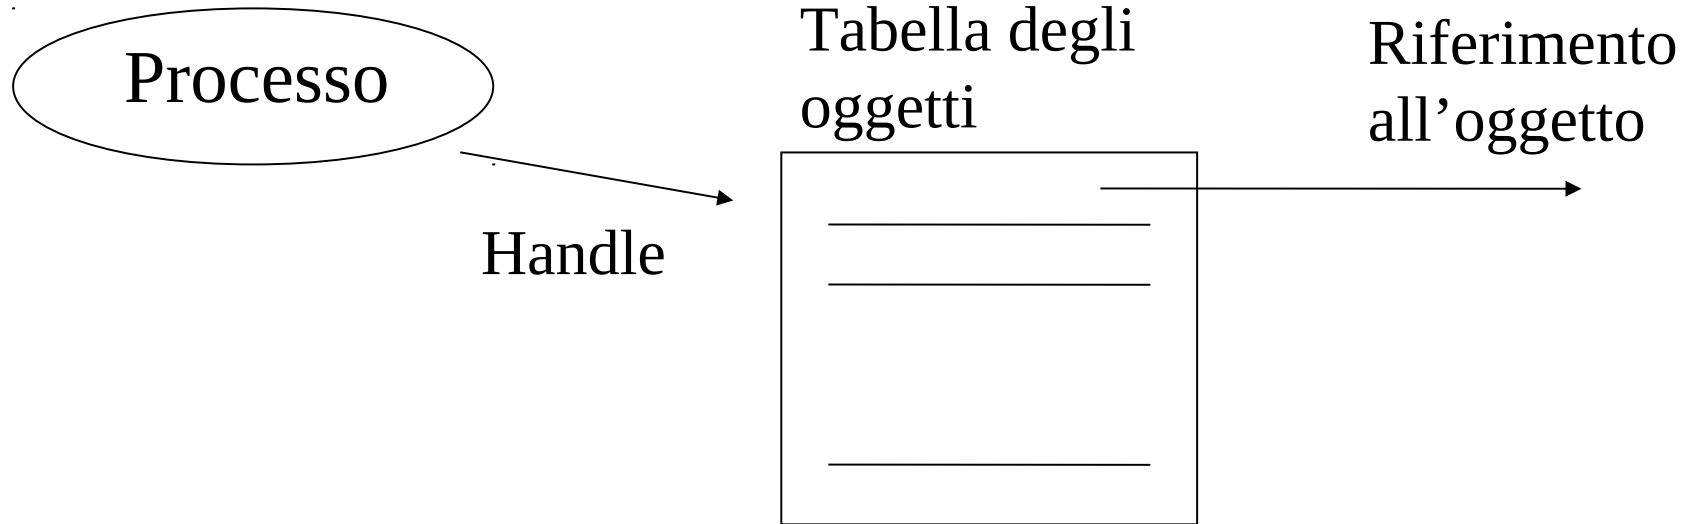 Processo
Tabella degli
oggetti
Riferimento
all’oggetto
Handle